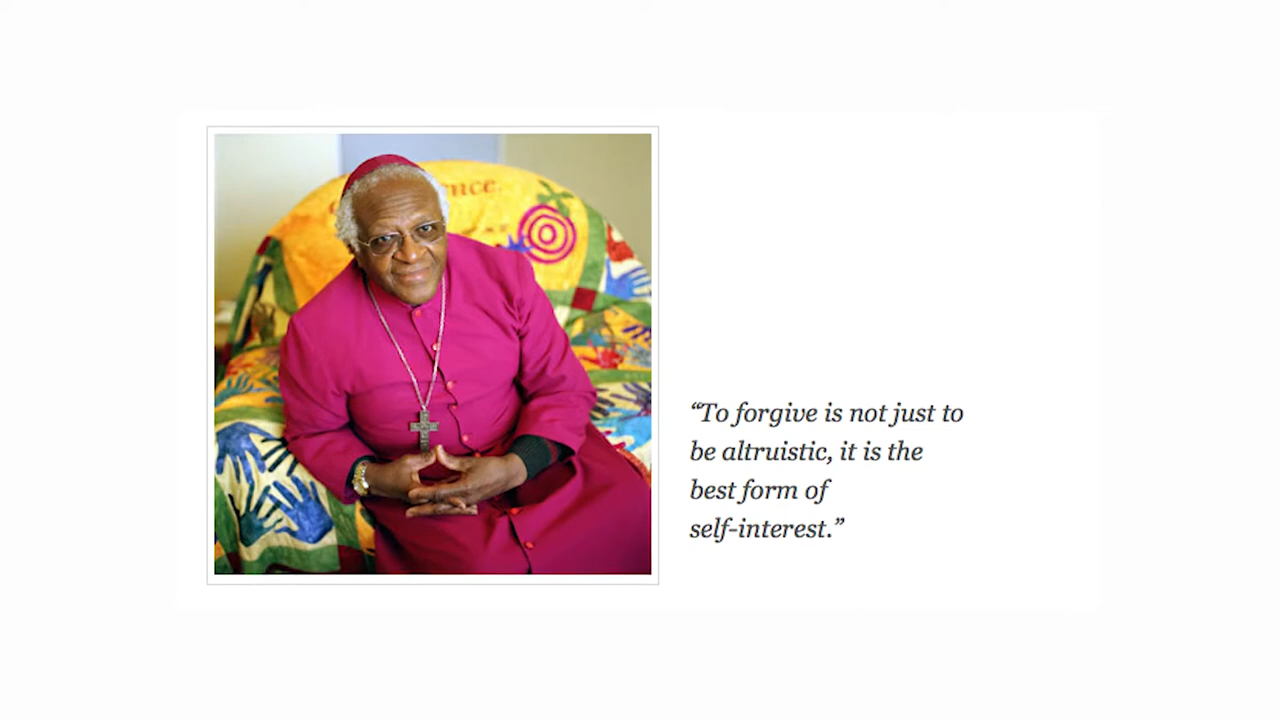 “To forgive is not just to
be altruistic, it is the
best form of
self-interest.”